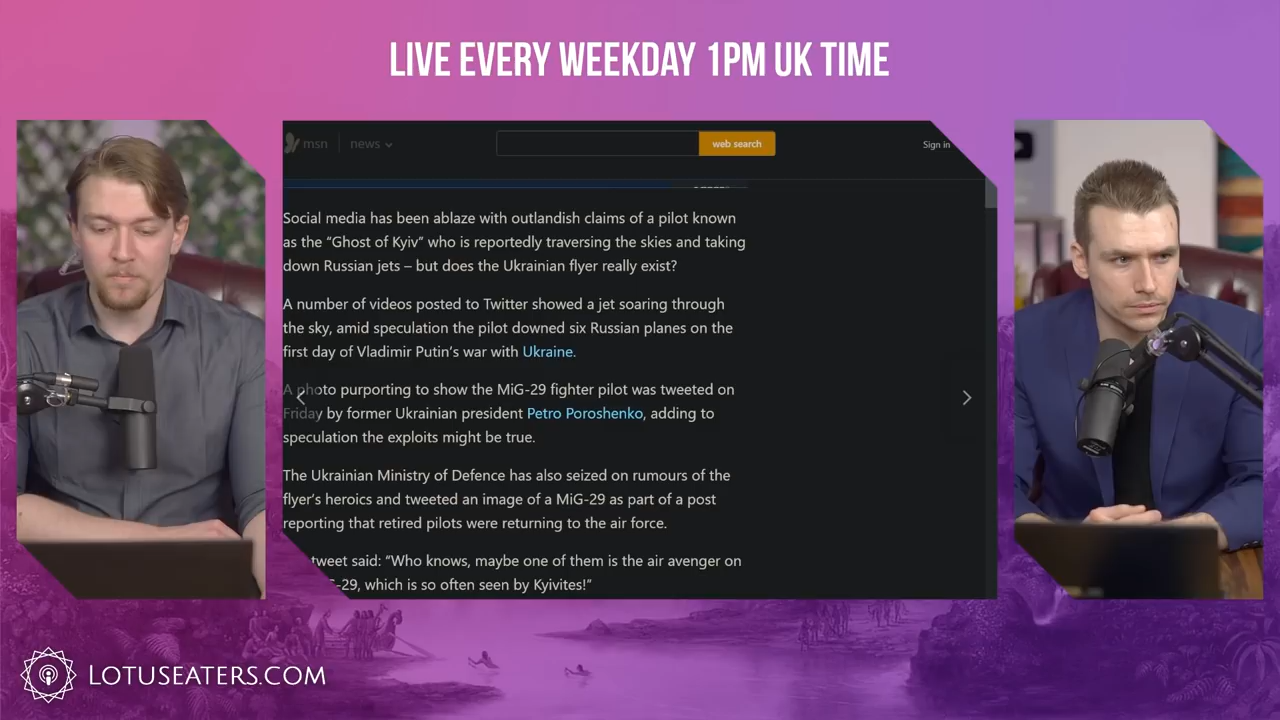 LIVE EVERY WEEKDAY 1PM UK TIME
msn news web search Sign in
Social media has been ablaze with outlandish claims of a pilot known
as the “Ghost of Kyiv” who is reportedly traversing the skies and taking
down Russian jets – but does the Ukrainian flyer really exist?
A number of videos posted to Twitter showed a jet soaring through
the sky, amid speculation the pilot downed six Russian planes on the
first day of Vladimir Putin’s war with Ukraine.
A photo purporting to show the MiG-29 fighter pilot was tweeted on
Friday by former Ukrainian president Petro Poroshenko, adding to
speculation the exploits might be true.
The Ukrainian Ministry of Defence has also seized on rumours of the
flyer’s heroics and tweeted an image of a MiG-29 as part of a post
reporting that retired pilots were returning to the air force.
tweet said: “Who knows, maybe one of them is the air avenger on
-29, which is so often seen by Kyivites!”
LOTUSEATERS.COM